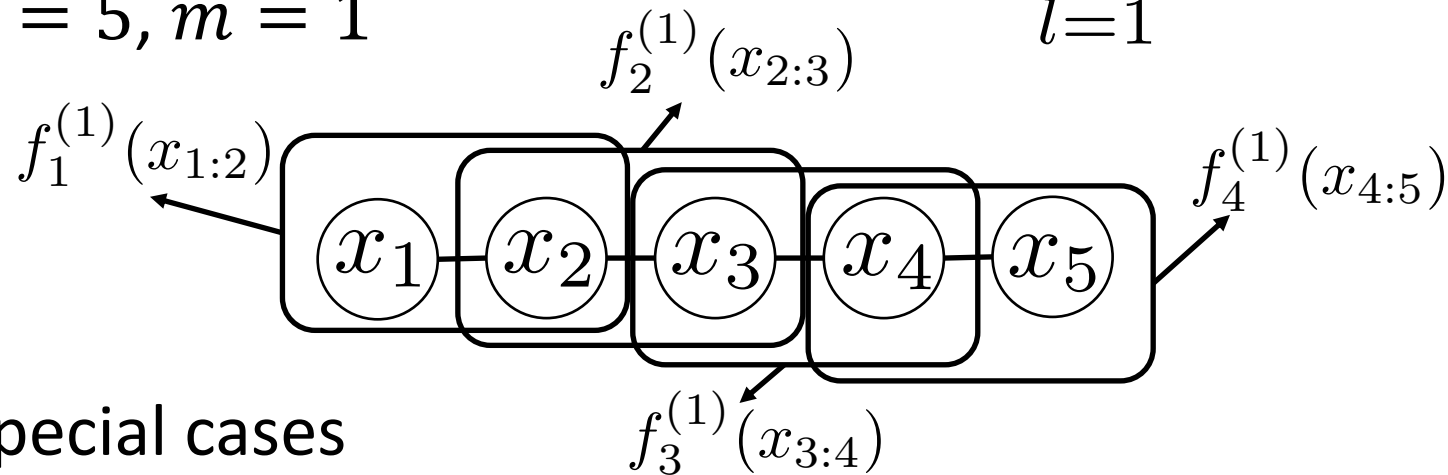 = 5, m = 1
l=1
f_2^{(1)}(x_{2:3})
f_1^{(1)}(x_{1:2})
f_4^{(1)}(x_{4:5})
x_1 x_2 x_3 x_4 x_5
pecial cases
f_3^{(1)}(x_{3:4})